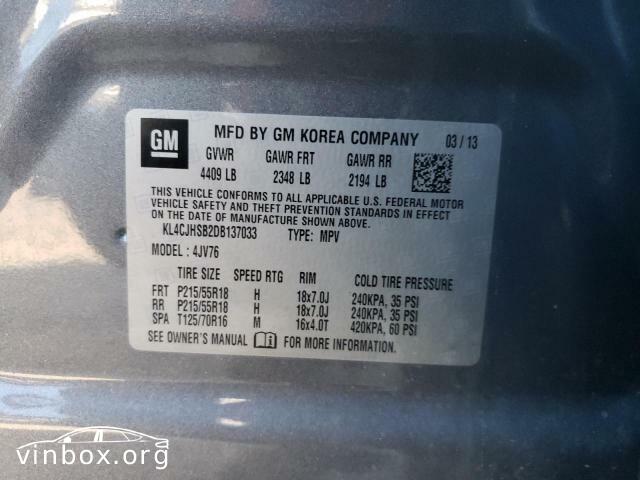 GM MFD BY GM KOREA COMPANY 03/13
GVWR GAWR FRT GAWR RR
4409 LB 2348 LB 2194 LB
THIS VEHICLE CONFORMS TO ALL APPLICABLE U.S. FEDERAL MOTOR
VEHICLE SAFETY AND THEFT PREVENTION STANDARDS IN EFFECT ON
THE DATE OF MANUFACTURE SHOWN ABOVE.
KL4CJHSB2DB137033 TYPE: MPV
MODEL: 4JV76
TIRE SIZE SPEED RTG RIM COLD TIRE PRESSURE
FRT P215/55R18 H 18x7.0J 240KPA, 35 PSI
RR P215/55R18 H 18x7.0J 240KPA, 35 PSI
SPA T125/70R16 M 16x4.0T 420KPA, 60 PSI
SEE OWNER'S MANUAL FOR MORE INFORMATION.
vinbox.org